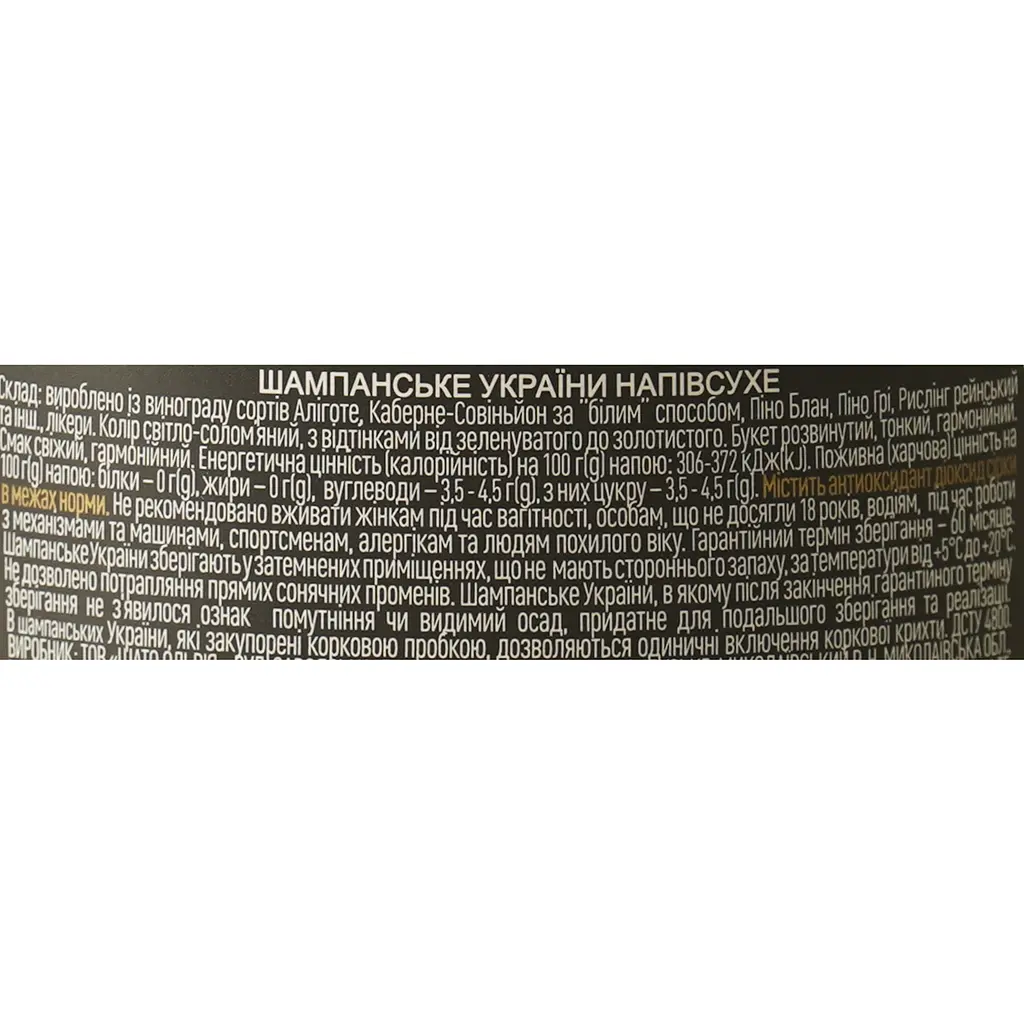 ШАМПАНСЬКЕ УКРАЇНИ НАПІВСУХЕ
Склад: вироблено із винограду сортів Аліготе, Каберне-Совіньйон за "білим" способом, Піно Блан, Піно Грі, Рислінг рейнський
та інш., лікери. Колір світло-солом'яний, з відтінками від зеленуватого до золотистого. Букет розвинутий, тонкий, гармонійний.
Смак свіжий, гармонійний. Енергетична цінність (калорійність) на 100 г(g) напою: 306-372 кДж(kJ). Поживна (харчова) цінність на
100 г(g) напою: білки – 0 г(g), жири – 0 г(g), вуглеводи – 3,5 - 4,5 г(g), з них цукру – 3,5 - 4,5 г(g). Містить антиоксидант діоксид сірки
в межах норми. Не рекомендовано вживати жінкам під час вагітності, особам, що не досягли 18 років, водіям, під час роботи
з механізмами та машинами, спортсменам, алергікам та людям похилого віку. Гарантійний термін зберігання – 60 місяців.
Шампанське України зберігають у затемнених приміщеннях, що не мають стороннього запаху, за температури від +5°С до +20°С.
Не дозволено потрапляння прямих сонячних променів. Шампанське України, в якому після закінчення гарантійного терміну
зберігання не з'явилося ознак помутніння чи видимий осад, придатне для подальшого зберігання та реалізації.
В шампанських України, які закупорені корковою пробкою, дозволяються одиничні включення коркової крихти. ДСТУ 4800.
ВИРОБНИК: ТОВ МИКОЛАЇВСЬКИЙ Р-Н, МИКОЛАЇВСЬКА ОБЛ.,